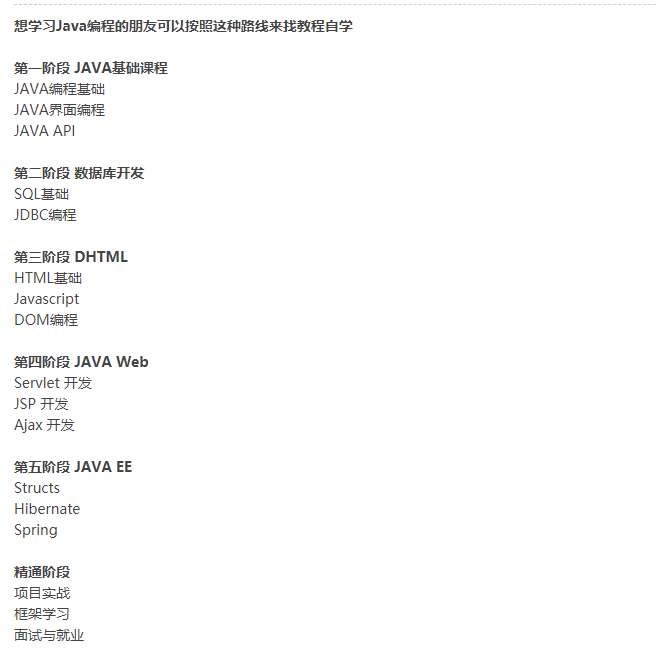 想学习Java编程的朋友可以按照这种路线来找教程自学
第一阶段 JAVA基础课程
JAVA编程基础
JAVA界面编程
JAVA API
第二阶段 数据库开发
SQL基础
JDBC编程
第三阶段 DHTML
HTML基础
Javascript
DOM编程
第四阶段 JAVA Web
Servlet 开发
JSP 开发
Ajax 开发
第五阶段 JAVA EE
Structs
Hibernate
Spring
精通阶段
项目实战
框架学习
面试与就业